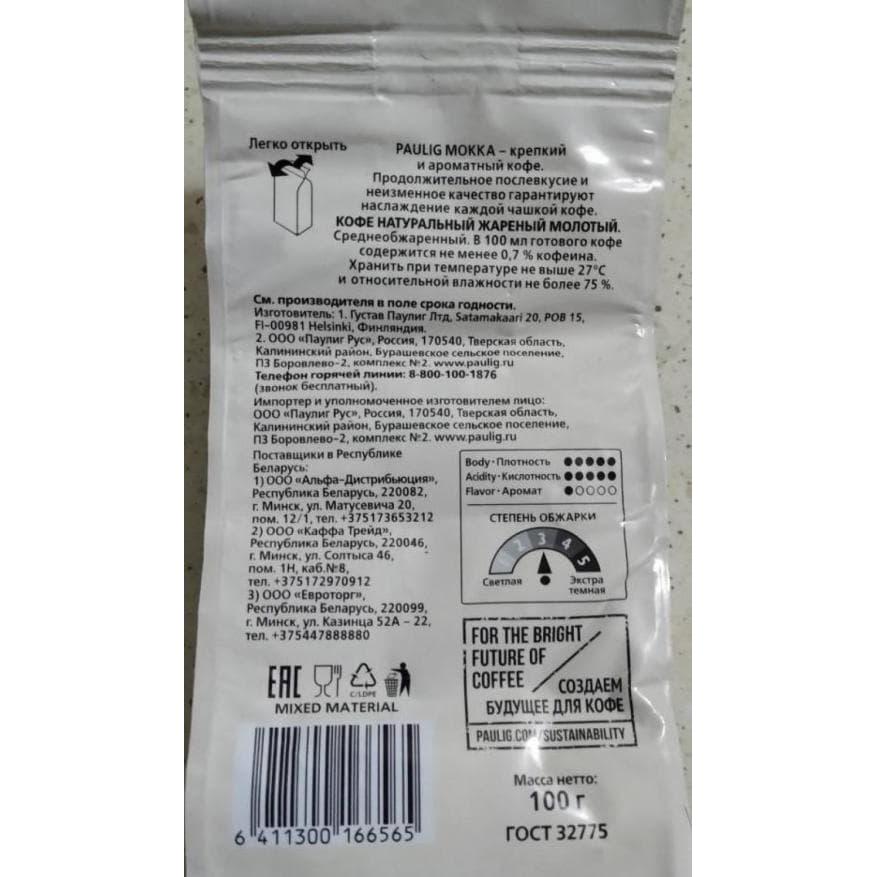 Легко открыть
PAULIG МОККА – крепкий
и ароматный кофе.
Продолжительное послевкусие и
неизменное качество гарантируют
наслаждение каждой чашкой кофе.
КОФЕ НАТУРАЛЬНЫЙ ЖАРЕНЫЙ МОЛОТЫЙ.
Среднеобжаренный. В 100 мл готового кофе
содержится не менее 0,7 % кофеина.
Хранить при температуре не выше 27°С
и относительной влажности не более 75 %.
См. производителя в поле срока годности.
Изготовитель: 1. Густав Паулиг Лтд, Satamakaari 20, POB 15,
FI-00981 Helsinki, Финляндия.
2. ООО «Паулиг Рус», Россия, 170540, Тверская область,
Калининский район, Бурашевское сельское поселение,
ПЗ Боровлево-2, комплекс №2. www.paulig.ru
Телефон горячей линии: 8-800-100-1876
(звонок бесплатный).
Импортер и уполномоченное изготовителем лицо:
ООО «Паулиг Рус», Россия, 170540, Тверская область,
Калининский район, Бурашевское сельское поселение,
ПЗ Боровлево-2, комплекс №2. www.paulig.ru
Поставщики в Республике
Беларусь:
1) ООО «Альфа-Дистрибьюция»,
Республика Беларусь, 220082,
г. Минск, ул. Матусевича 20,
пом. 12/1, тел. +375173653212
2) ООО «Каффа Трейд»,
Республика Беларусь, 220046,
г. Минск, ул. Солтыса 46,
пом. 1Н, каб.№8,
тел. +375172970912
3) ООО «Евроторг»,
Республика Беларусь, 220099,
г. Минск, ул. Казинца 52А – 22,
тел. +375447888880
Body · Плотность
Acidity · Кислотность
Flavor · Аромат
СТЕПЕНЬ ОБЖАРКИ
2 3 4 5
Светлая
Экстра
темная
FOR THE BRIGHT
FUTURE OF
COFFEE
СОЗДАЕМ
БУДУЩЕЕ ДЛЯ КОФЕ
PAULIG.COM/SUSTAINABILITY
EAC
C/LDPE
MIXED MATERIAL
6 411300 166565
Масса нетто:
100 г
ГОСТ 32775